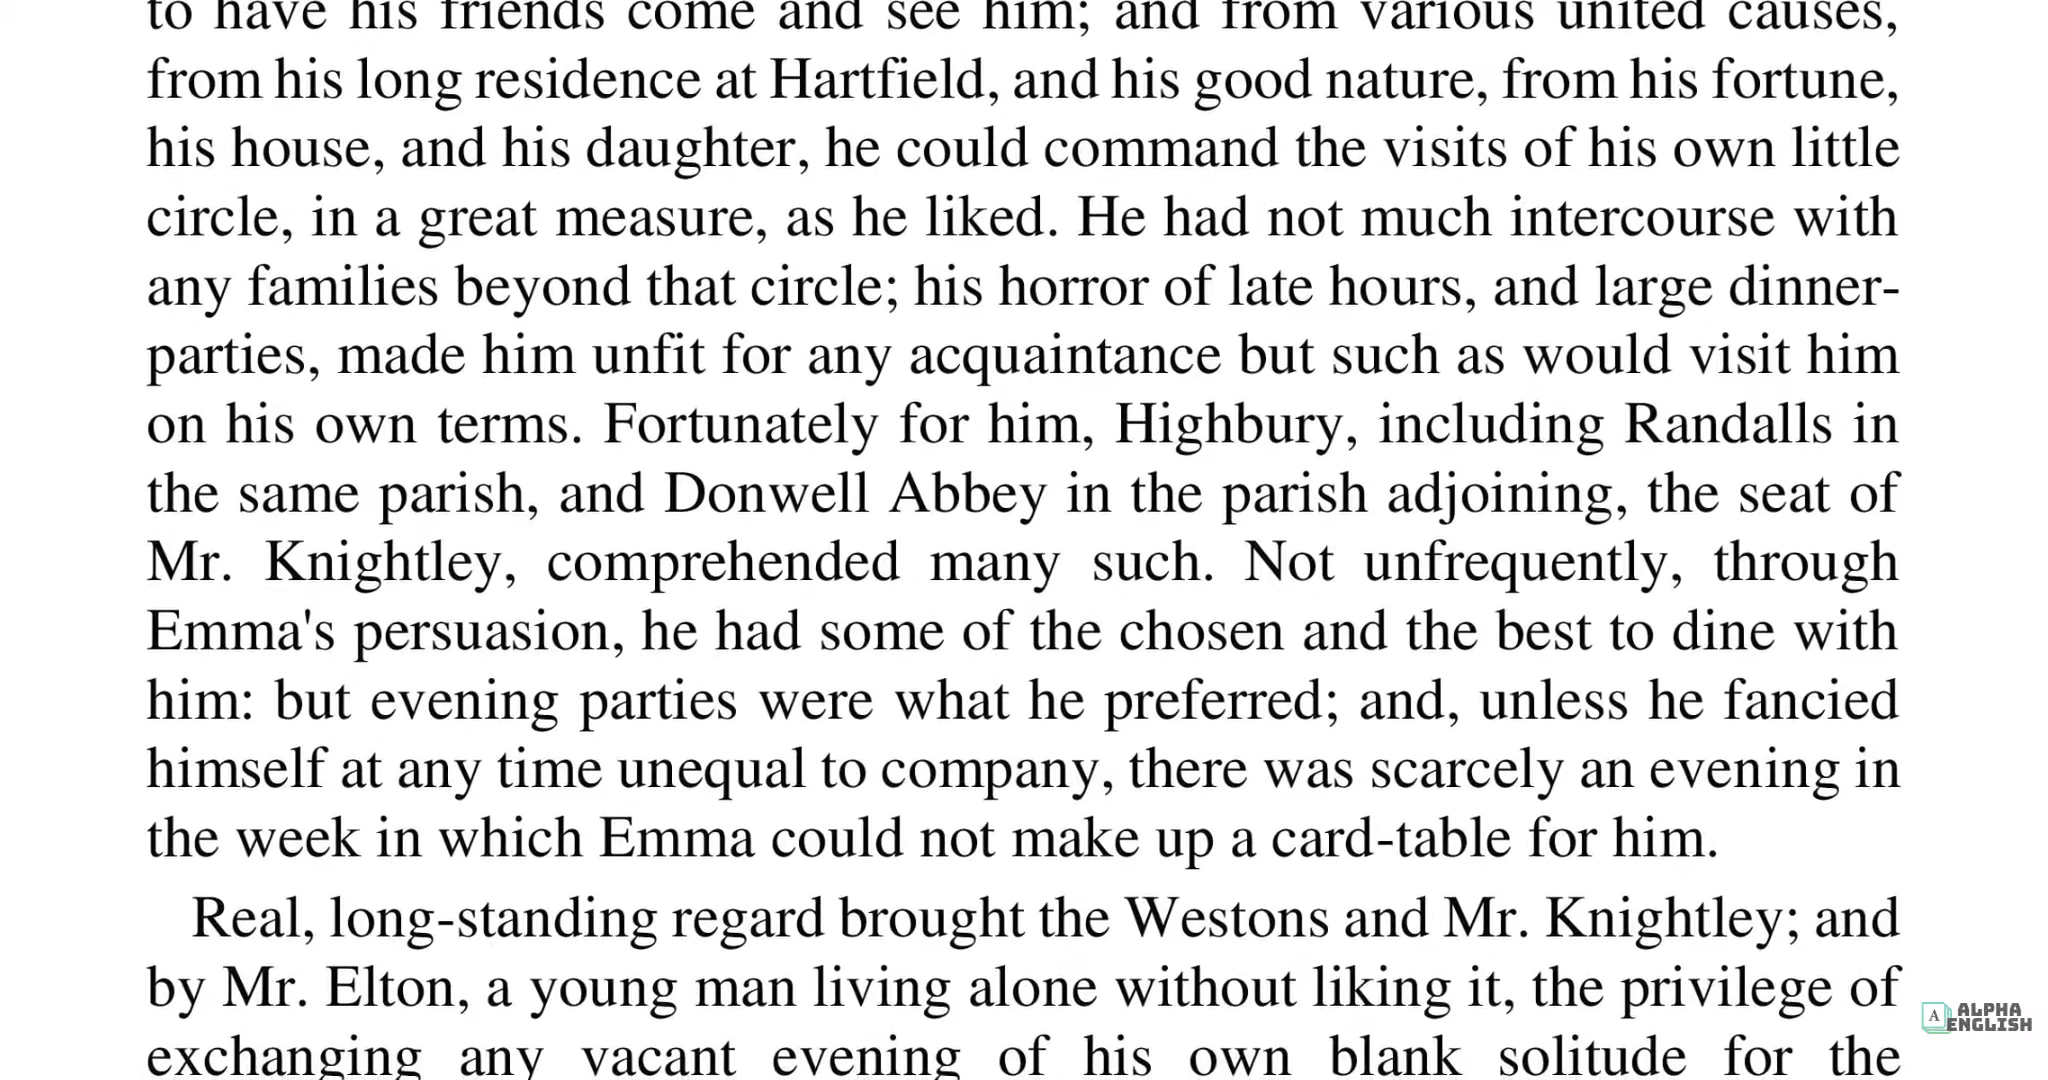 to have his friends come and see him; and from various united causes,
from his long residence at Hartfield, and his good nature, from his fortune,
his house, and his daughter, he could command the visits of his own little
circle, in a great measure, as he liked. He had not much intercourse with
any families beyond that circle; his horror of late hours, and large dinner-
parties, made him unfit for any acquaintance but such as would visit him
on his own terms. Fortunately for him, Highbury, including Randalls in
the same parish, and Donwell Abbey in the parish adjoining, the seat of
Mr. Knightley, comprehended many such. Not unfrequently, through
Emma's persuasion, he had some of the chosen and the best to dine with
him: but evening parties were what he preferred; and, unless he fancied
himself at any time unequal to company, there was scarcely an evening in
the week in which Emma could not make up a card-table for him.
Real, long-standing regard brought the Westons and Mr. Knightley; and
by Mr. Elton, a young man living alone without liking it, the privilege of
exchanging any vacant evening of his own blank solitude for the
A ALPHA
ENGLISH